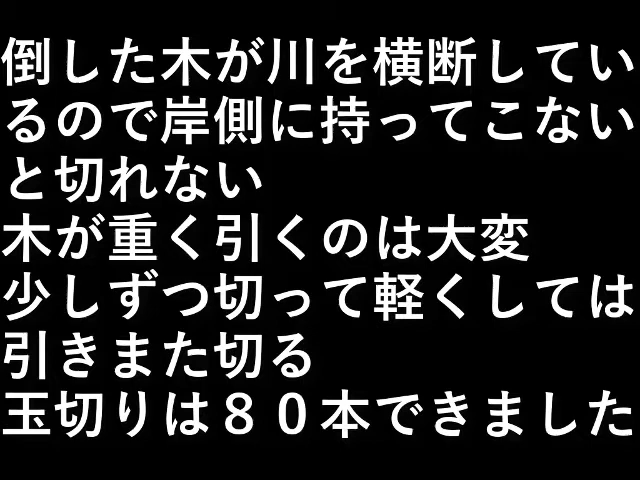 倒した木が川を横断してい
るので岸側に持ってこない
と切れない
木が重く引くのは大変
少しずつ切って軽くしては
引きまた切る
玉切りは８０本できました